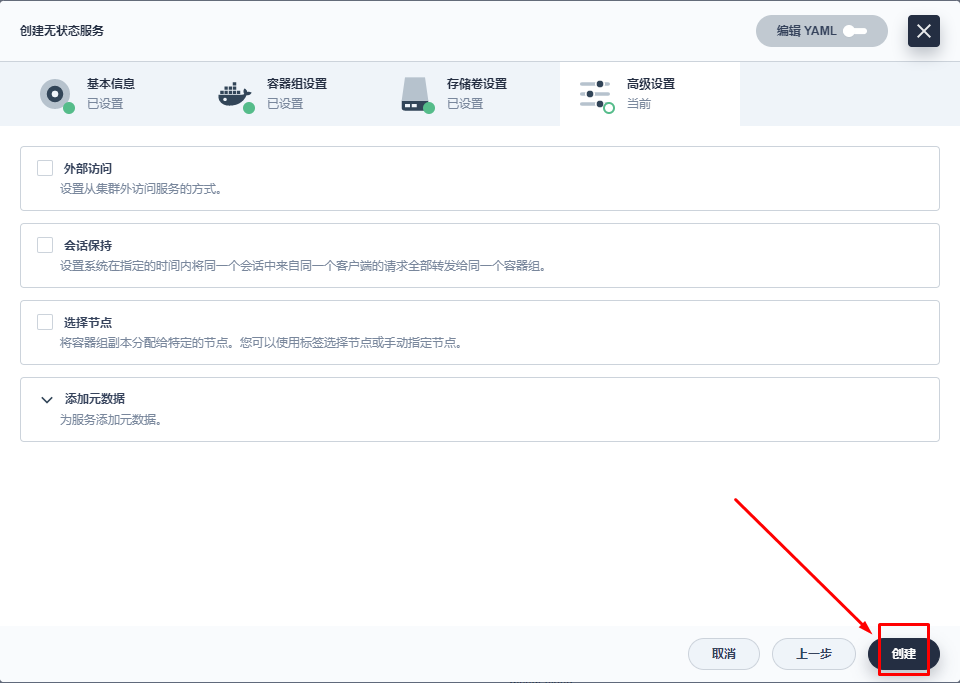 创建无状态服务
编辑 YAML
基本信息
已设置
容器组设置
已设置
存储卷设置
已设置
高级设置
当前
外部访问
设置从集群外访问服务的方式。
会话保持
设置系统在指定的时间内将同一个会话中来自同一个客户端的请求全部转发给同一个容器组。
选择节点
将容器组副本分配给特定的节点。您可以使用标签选择节点或手动指定节点。
添加元数据
为服务添加元数据。
取消
上一步
创建